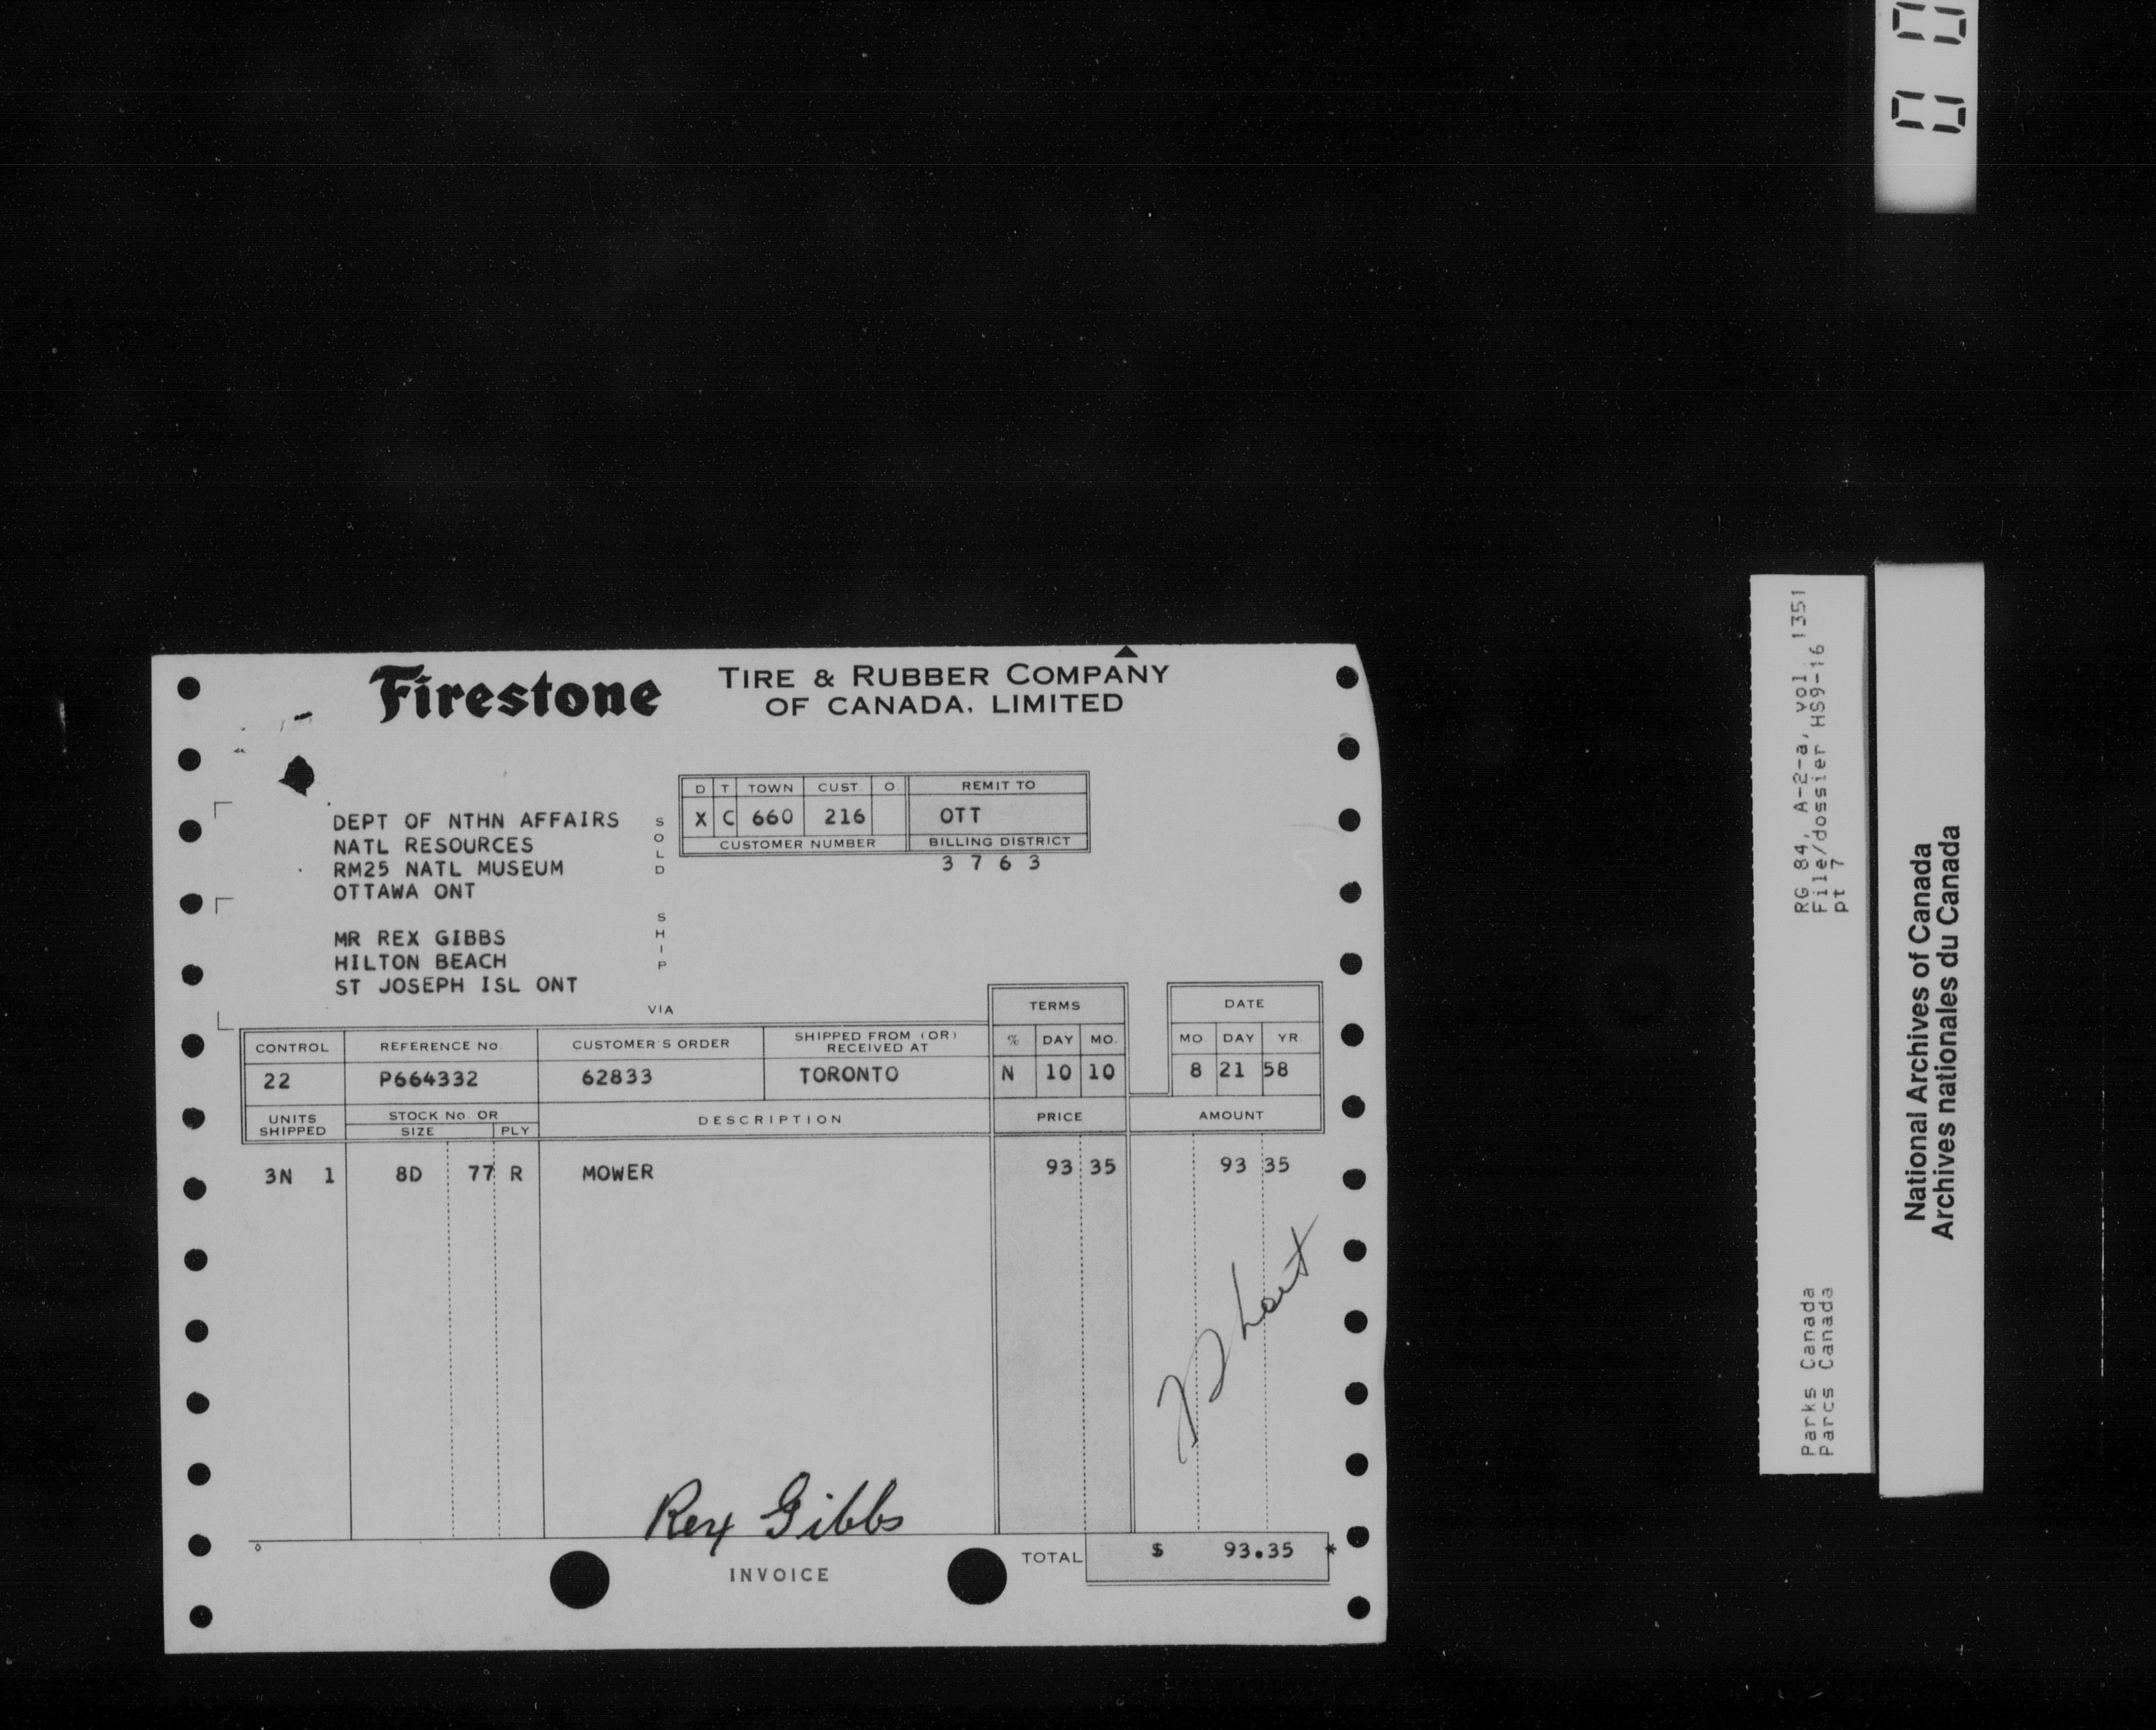 Firestone TIRE & RUBBER COMPANY
OF CANADA, LIMITED
D T TOWN CUST. O. REMIT TO
X C 660 216 OTT
CUSTOMER NUMBER BILLING DISTRICT
3 7 6 3
SOLD
DEPT OF NTHN AFFAIRS
NATL RESOURCES
RM25 NATL MUSEUM
OTTAWA ONT
SHIP
MR REX GIBBS
HILTON BEACH
ST JOSEPH ISL ONT
VIA
TERMS DATE
CONTROL REFERENCE No. CUSTOMER'S ORDER SHIPPED FROM (OR) RECEIVED AT % DAY MO. MO. DAY YR.
22 P664332 62833 TORONTO N 10 10 8 21 58
UNITS SHIPPED STOCK No. OR SIZE PLY DESCRIPTION PRICE AMOUNT
3N 1 8D 77 R MOWER 93 35 93 35
Rex Gibbs
INVOICE TOTAL $ 93.35 *
RG 84, A-2-a, vol. 1351
File/dossier HS9-16
pt 7
Parks Canada
Parcs Canada
National Archives of Canada
Archives nationales du Canada